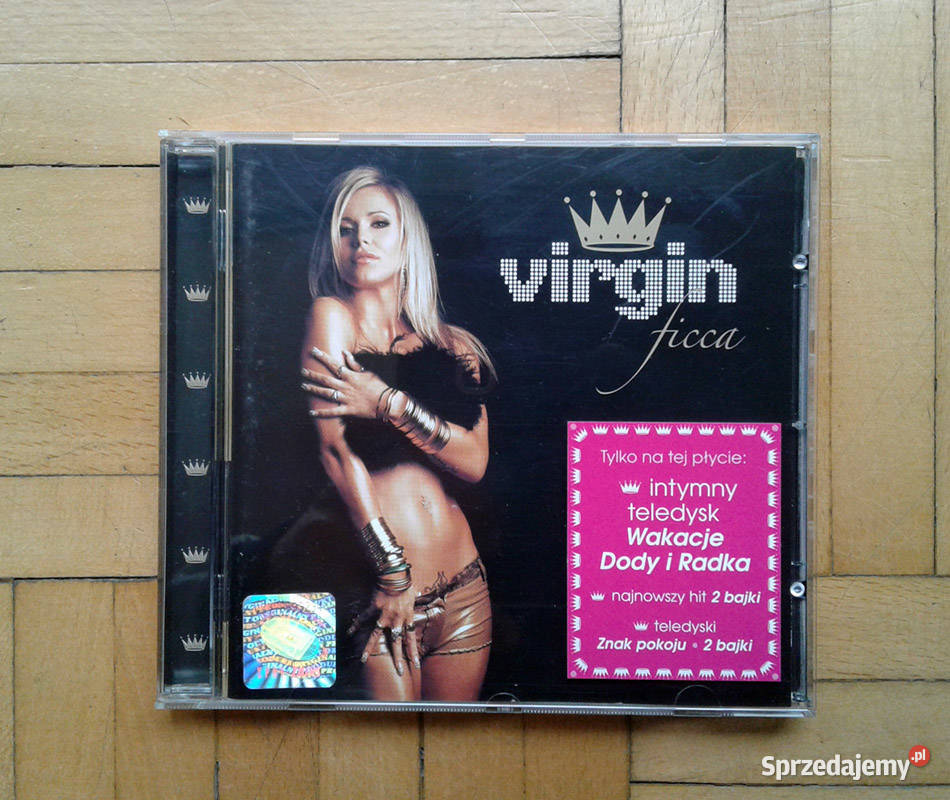 virgin
ficca
Tylko na tej płycie:
intymny
teledysk
Wakacje
Dody i Radka
najnowszy hit 2 bajki
teledyski
Znak pokoju • 2 bajki
Sprzedajemy.pl